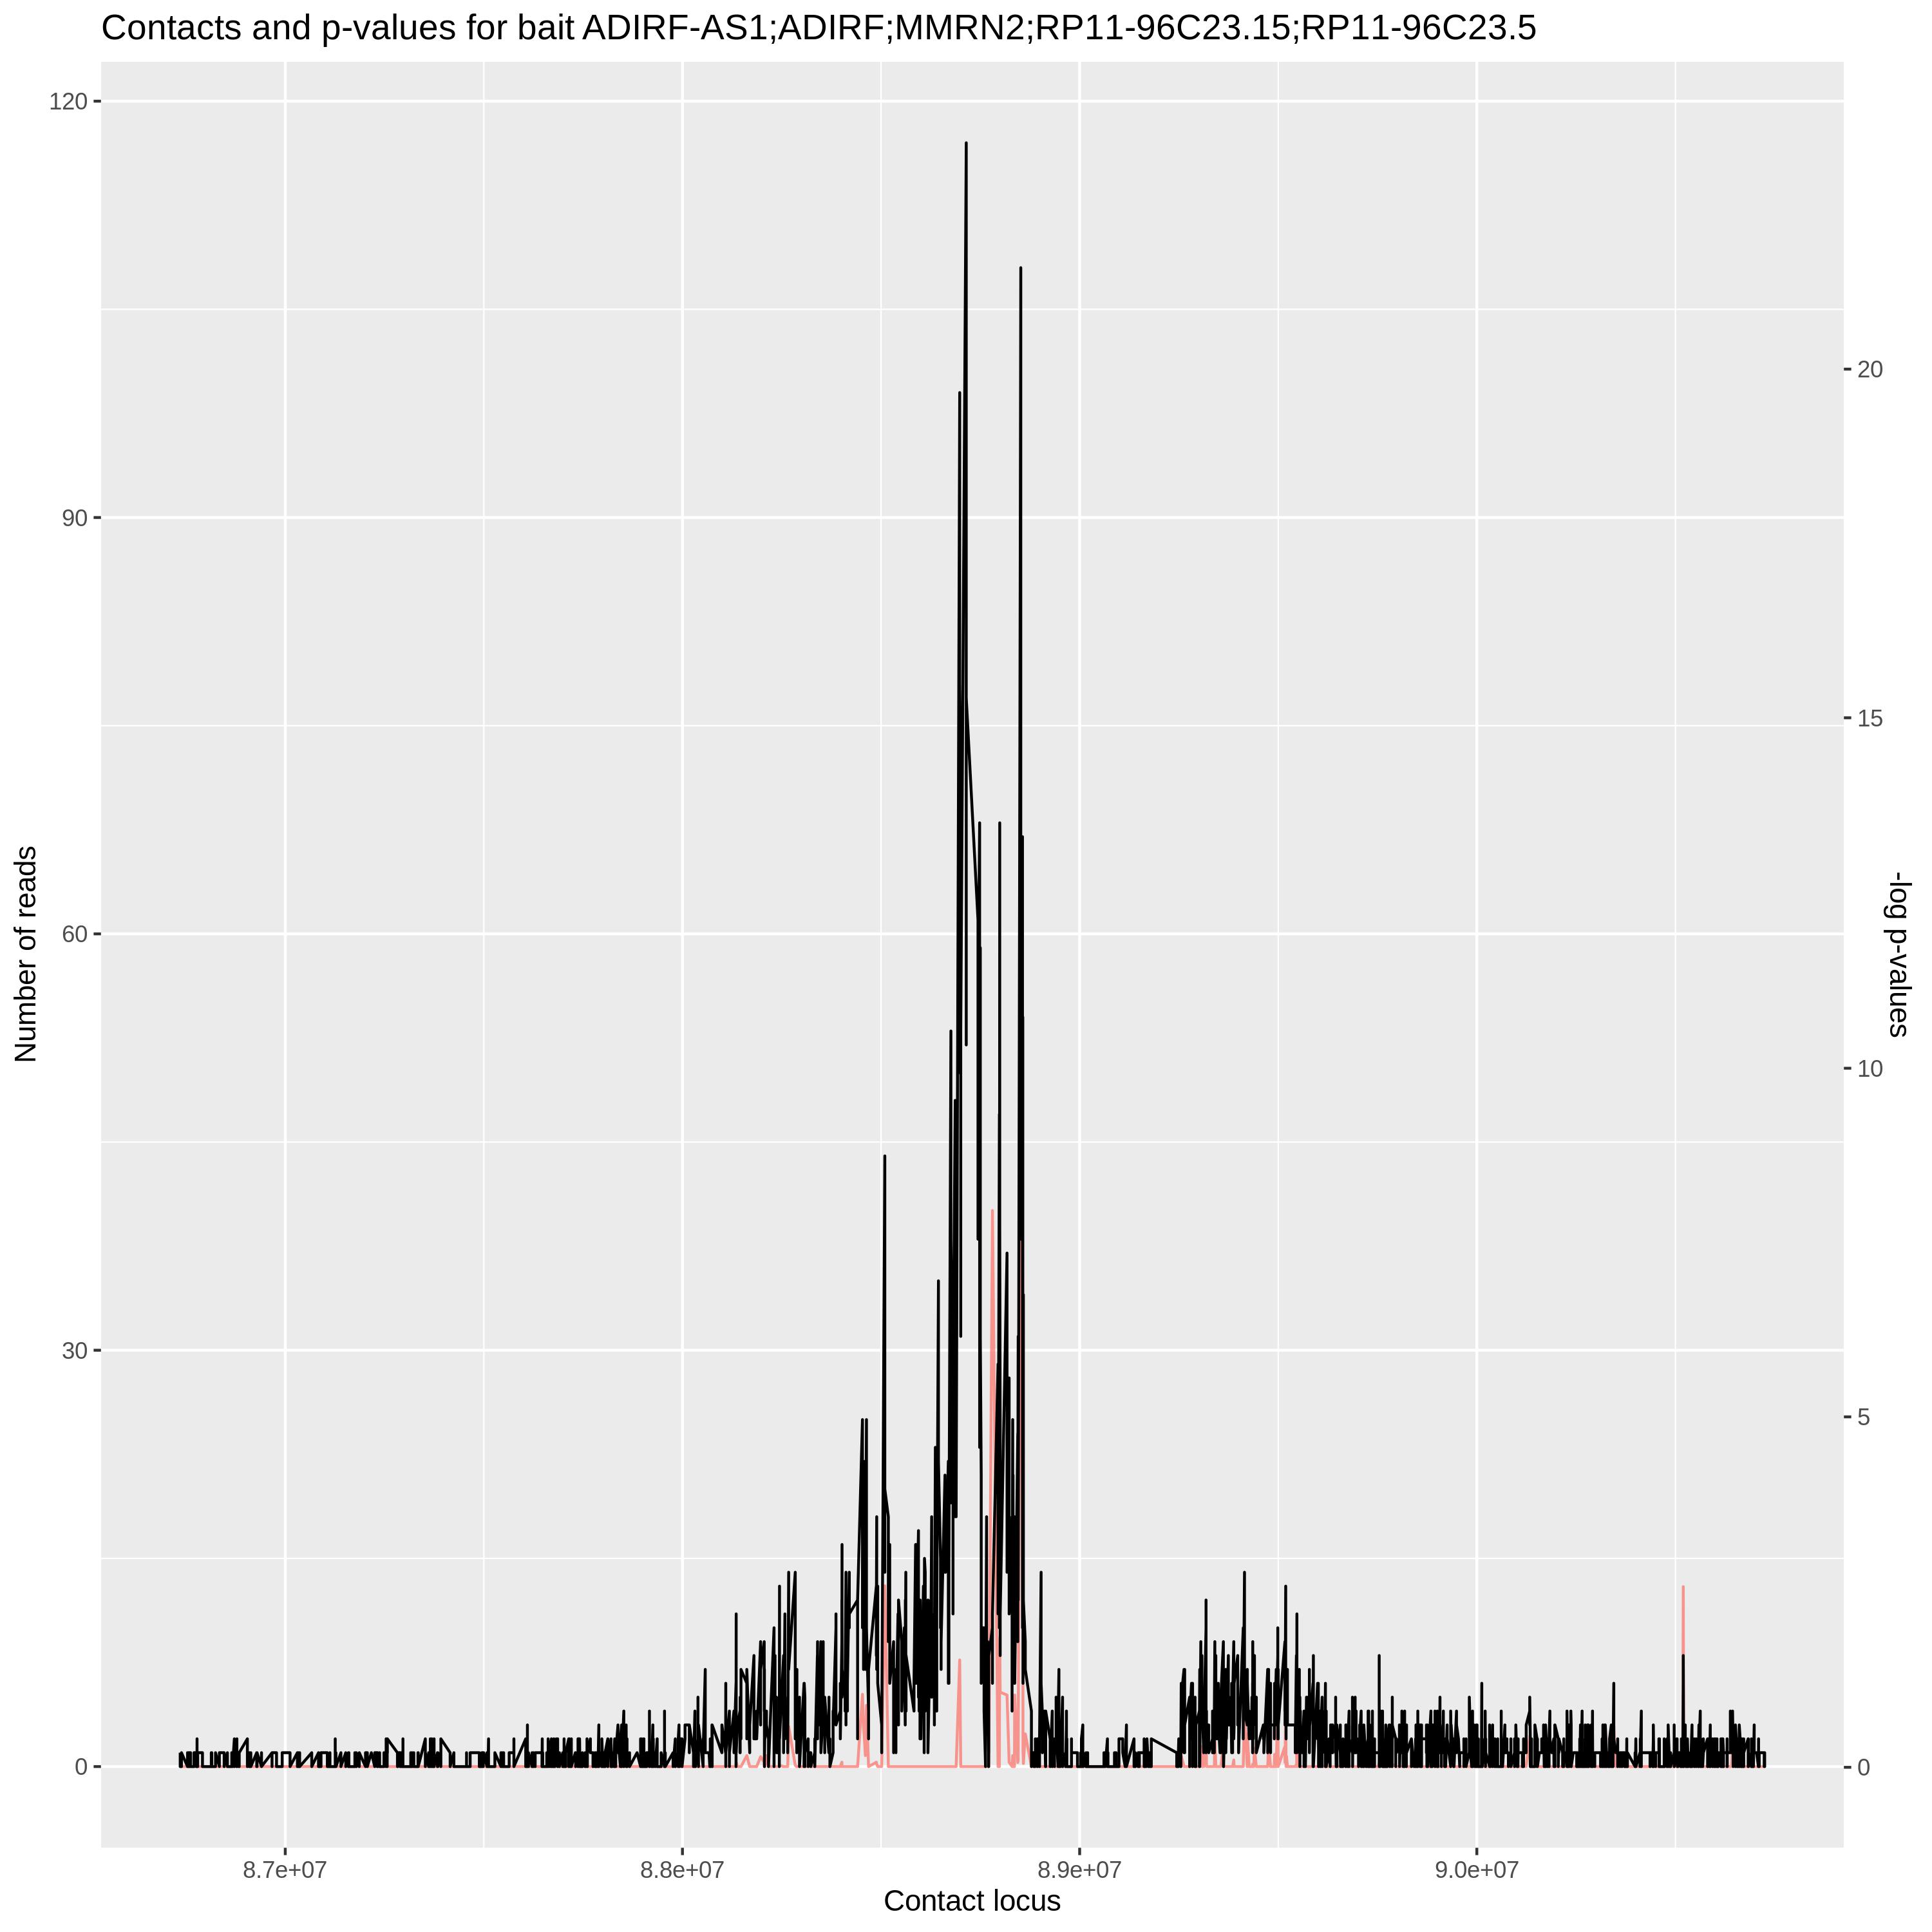 Contacts and p-values for bait ADIRF-AS1;ADIRF;MMRN2;RP11-96C23.15;RP11-96C23.5
120
90
60
30
0
Number of reads
20
15
10
5
0
-log p-values
8.7e+07
8.8e+07
8.9e+07
9.0e+07
Contact locus